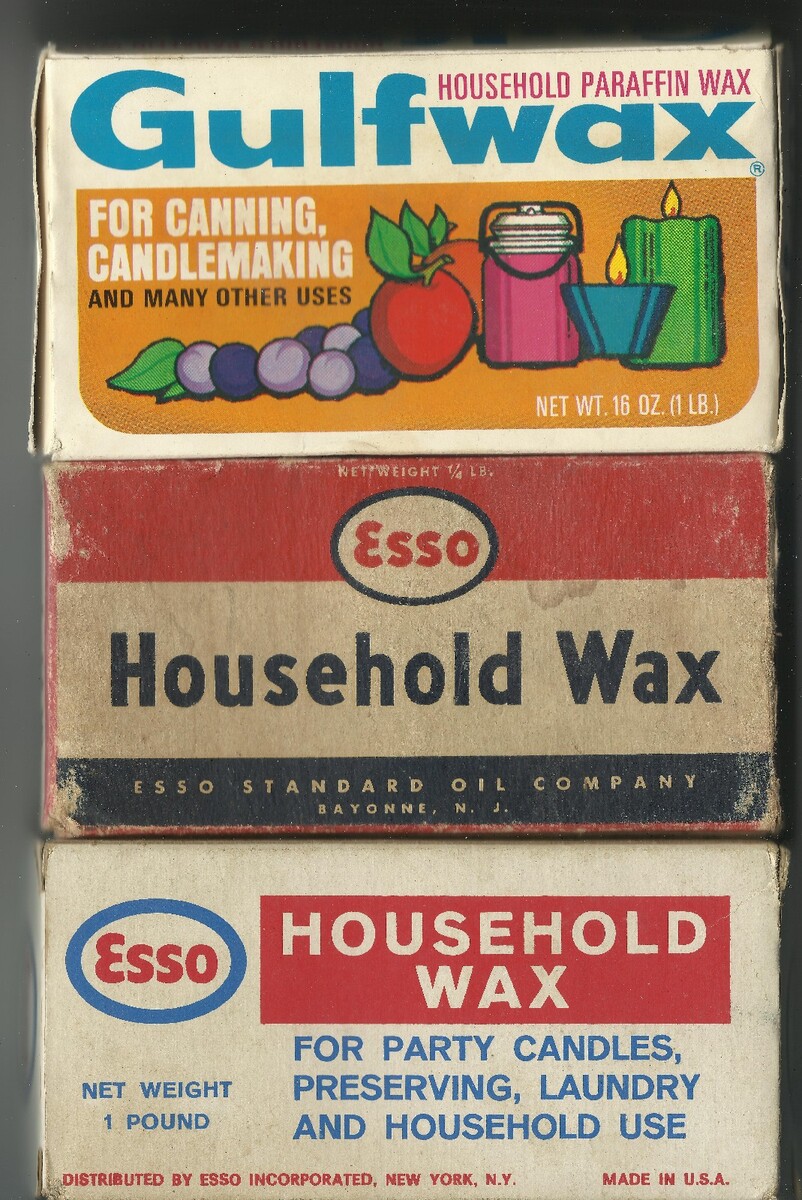 Gulfwax ®
HOUSEHOLD PARAFFIN WAX
FOR CANNING,
CANDLEMAKING
AND MANY OTHER USES
NET WT. 16 OZ. (1 LB.)
NET WEIGHT 1/4 LB.
Esso
Household Wax
ESSO STANDARD OIL COMPANY
BAYONNE, N. J.
Esso
HOUSEHOLD
WAX
FOR PARTY CANDLES,
PRESERVING, LAUNDRY
AND HOUSEHOLD USE
NET WEIGHT
1 POUND
DISTRIBUTED BY ESSO INCORPORATED, NEW YORK, N.Y.
MADE IN U.S.A.